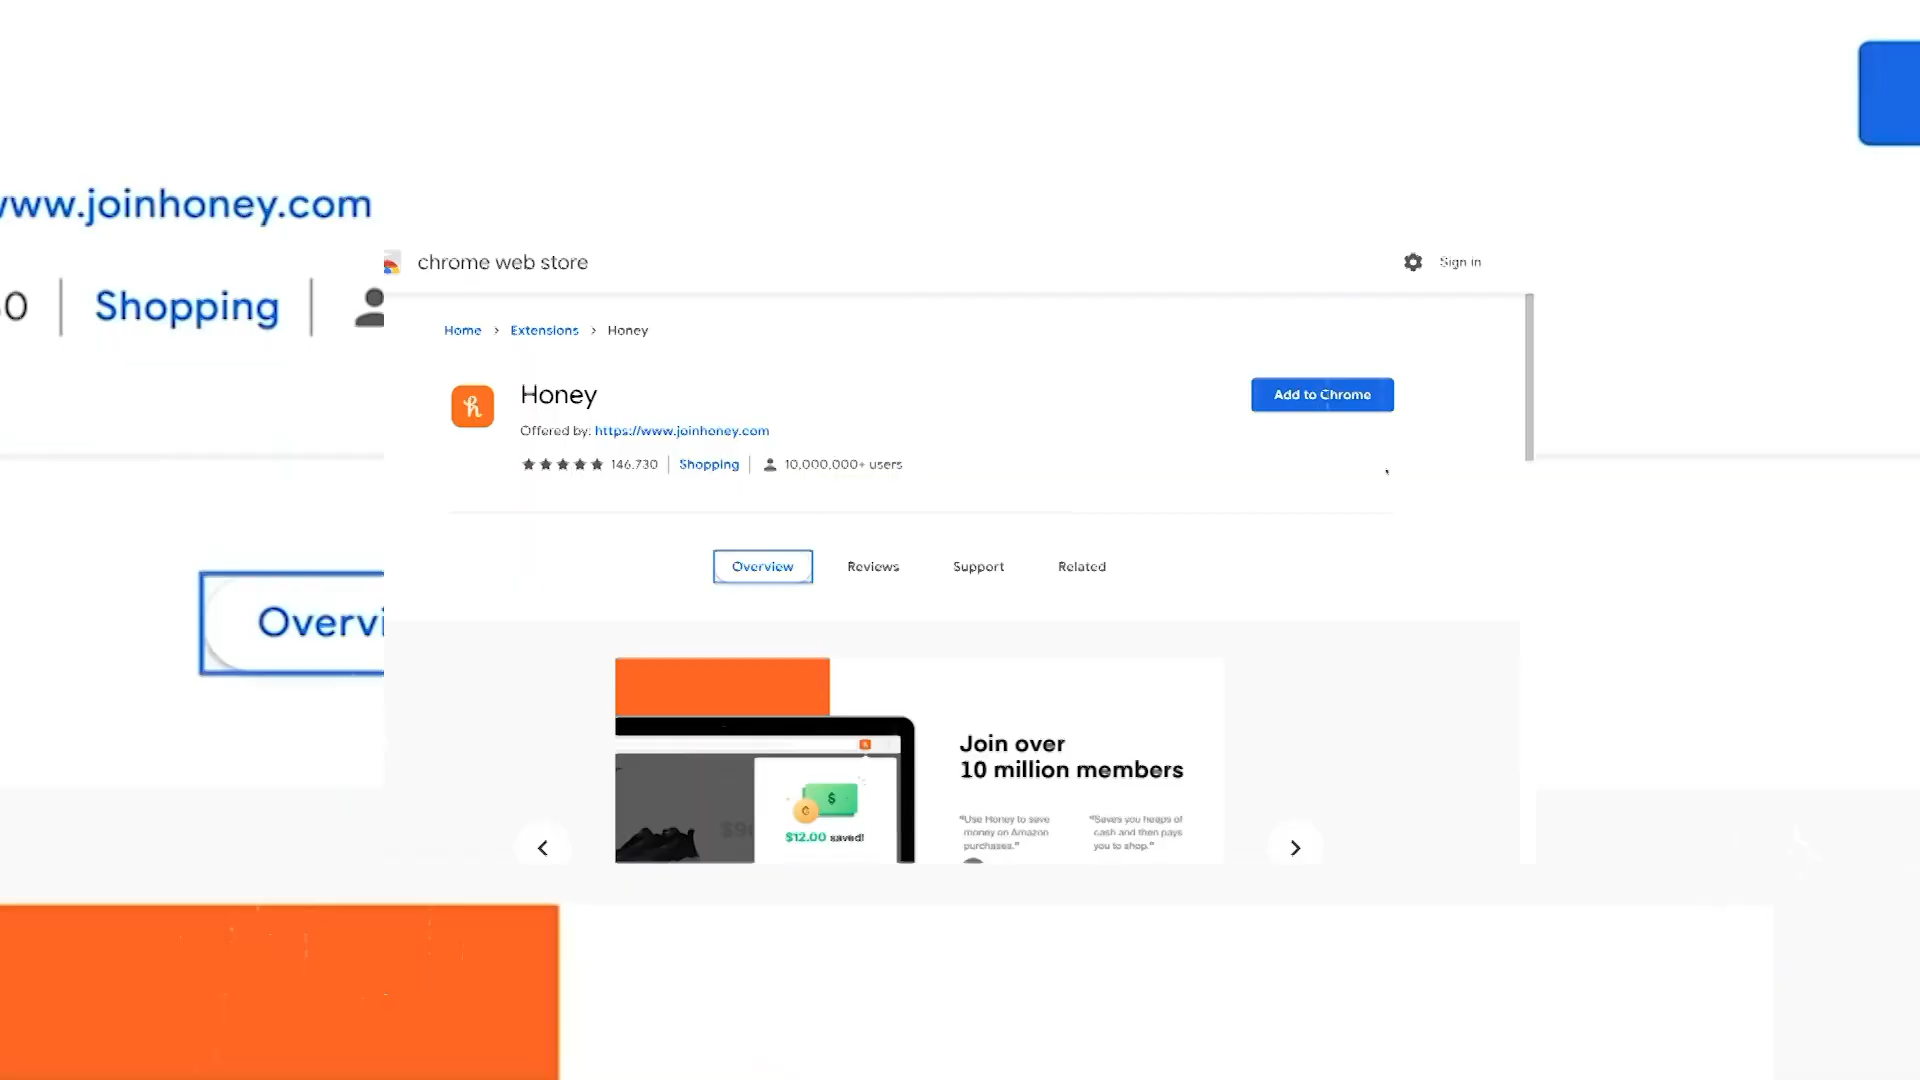 www.joinhoney.com
Shopping
Overvi
chrome web store
Sign in
Home > Extensions > Honey
Honey
Add to Chrome
Offered by: https://www.joinhoney.com
146,730 | Shopping | 10,000,000+ users
Overview Reviews Support Related
Join over
10 million members
"Use Honey to save
money on Amazon
purchases."
"Saves you heaps of
cash and then pays
you to shop."
$12.00 saved!